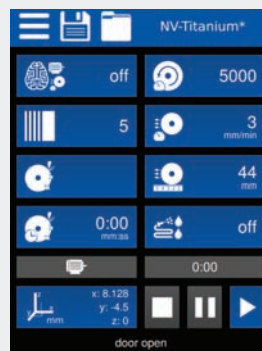 NV-Titanium*
off
5000
5
3
mm/min
44
mm
0:00
mm:ss
off
0:00
mm
x: 8.128
y: -4.5
z: 0
door open